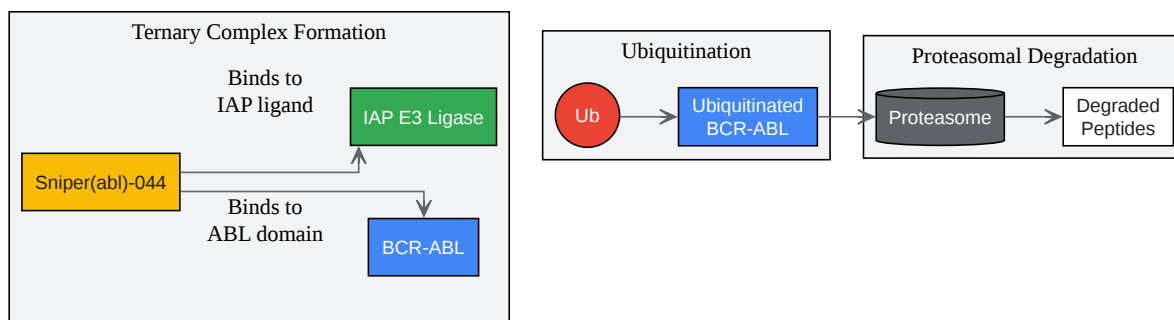 Ternary Complex Formation
Binds to
IAP ligand
IAP E3 Ligase
Sniper(abl)-044
Binds to
ABL domain
BCR-ABL
Ubiquitination
Ub
Ubiquitinated
BCR-ABL
Proteasomal Degradation
Proteasome
Degraded
Peptides